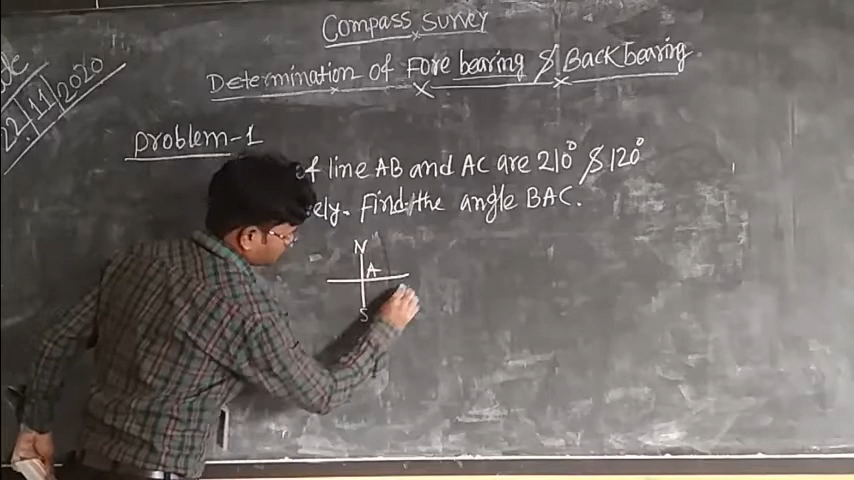 Compass survey
Determination of Fore bearing & Back bearing.
22/11/2020
Problem-1
of line AB and AC are 210° & 120°
ely. Find the angle BAC.
N
A
S